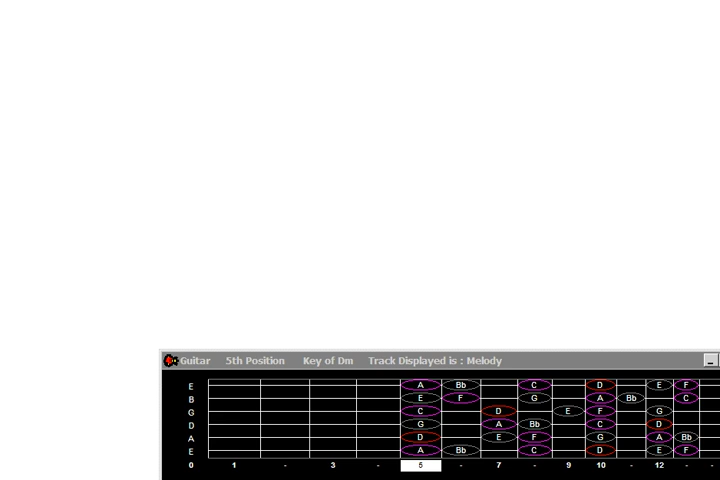 Guitar 5th Position Key of Dm Track Displayed is : Melody
E A Bb C D E F
B E F G A Bb C
G C D E F G
D G A Bb C D
A D E F G A Bb
E A Bb C D E F
0 1 - 3 - 5 - 7 - 9 10 - 12 - -